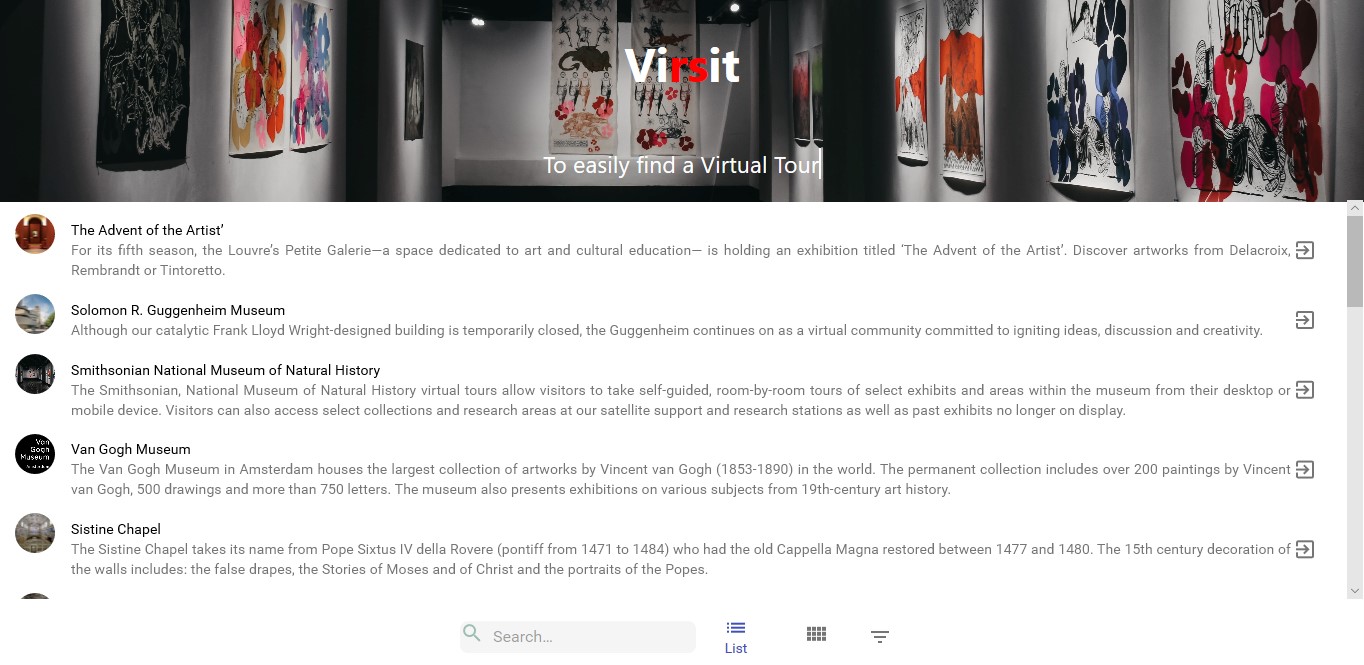 Virsit
To easily find a Virtual Tour
The Advent of the Artist’
For its fifth season, the Louvre’s Petite Galerie—a space dedicated to art and cultural education— is holding an exhibition titled ‘The Advent of the Artist’. Discover artworks from Delacroix,
Rembrandt or Tintoretto.
Solomon R. Guggenheim Museum
Although our catalytic Frank Lloyd Wright-designed building is temporarily closed, the Guggenheim continues on as a virtual community committed to igniting ideas, discussion and creativity.
Smithsonian National Museum of Natural History
The Smithsonian, National Museum of Natural History virtual tours allow visitors to take self-guided, room-by-room tours of select exhibits and areas within the museum from their desktop or
mobile device. Visitors can also access select collections and research areas at our satellite support and research stations as well as past exhibits no longer on display.
Van
Gogh
Museum
Amsterdam
Van Gogh Museum
The Van Gogh Museum in Amsterdam houses the largest collection of artworks by Vincent van Gogh (1853-1890) in the world. The permanent collection includes over 200 paintings by Vincent
van Gogh, 500 drawings and more than 750 letters. The museum also presents exhibitions on various subjects from 19th-century art history.
Sistine Chapel
The Sistine Chapel takes its name from Pope Sixtus IV della Rovere (pontiff from 1471 to 1484) who had the old Cappella Magna restored between 1477 and 1480. The 15th century decoration of
the walls includes: the false drapes, the Stories of Moses and of Christ and the portraits of the Popes.
Search…
List